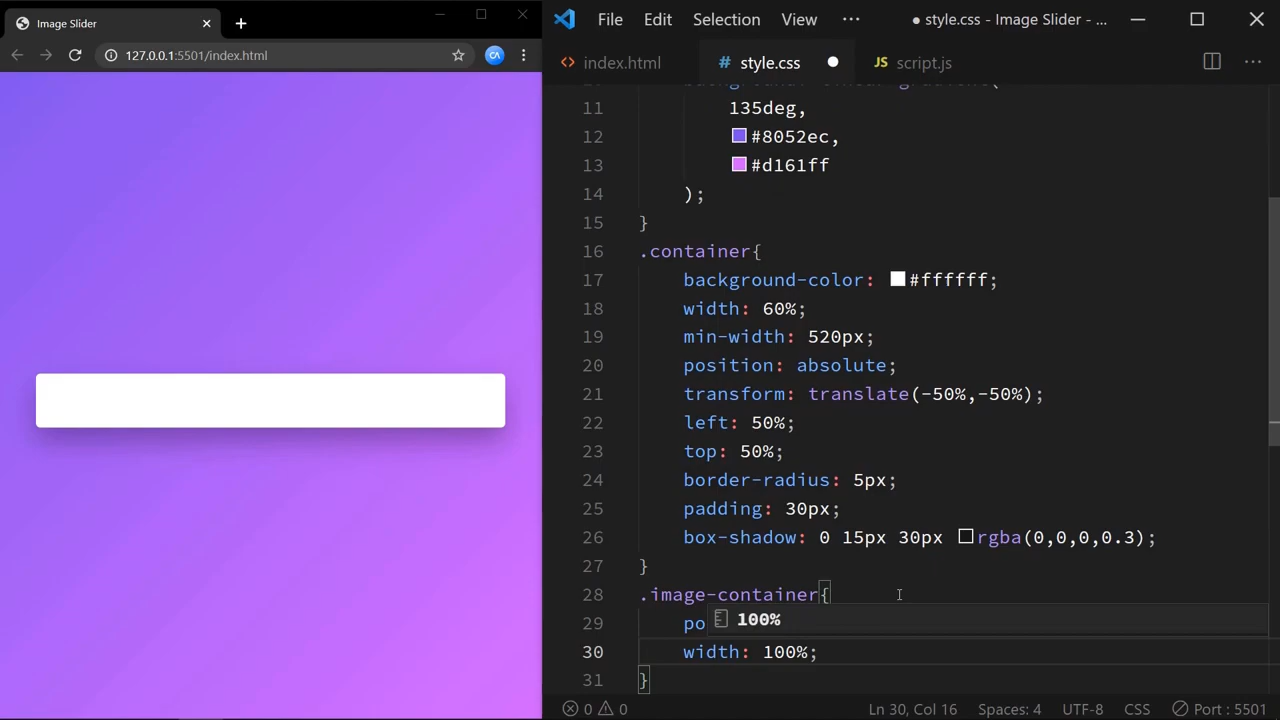 Image Slider
127.0.0.1:5501/index.html
File Edit Selection View ··· ● style.css - Image Slider - ...
index.html # style.css ● JS script.js
11 135deg,
12 #8052ec,
13 #d161ff
14 );
15 }
16 .container{
17 background-color: #ffffff;
18 width: 60%;
19 min-width: 520px;
20 position: absolute;
21 transform: translate(-50%,-50%);
22 left: 50%;
23 top: 50%;
24 border-radius: 5px;
25 padding: 30px;
26 box-shadow: 0 15px 30px rgba(0,0,0,0.3);
27 }
28 .image-container{
29 po
100%
30 width: 100%;
31 }
0 0 Ln 30, Col 16 Spaces: 4 UTF-8 CSS Port : 5501